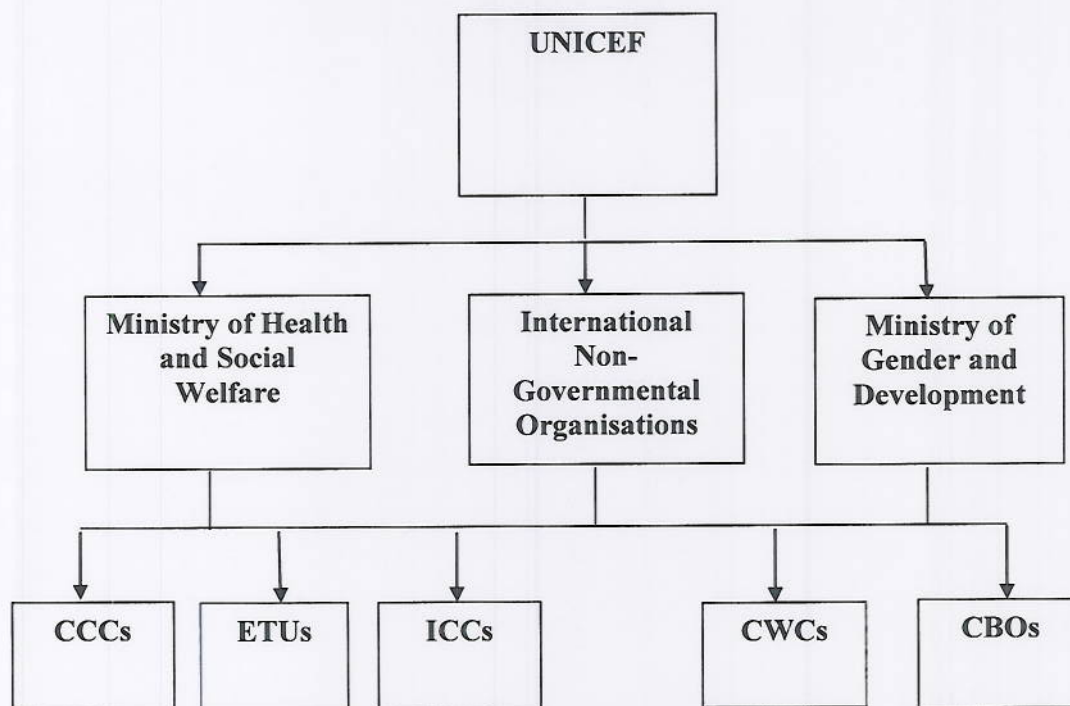 UNICEF
Ministry of Health
and Social
Welfare
International
Non-
Governmental
Organisations
Ministry of
Gender and
Development
CCCs
ETUs
ICCs
CWCs
CBOs